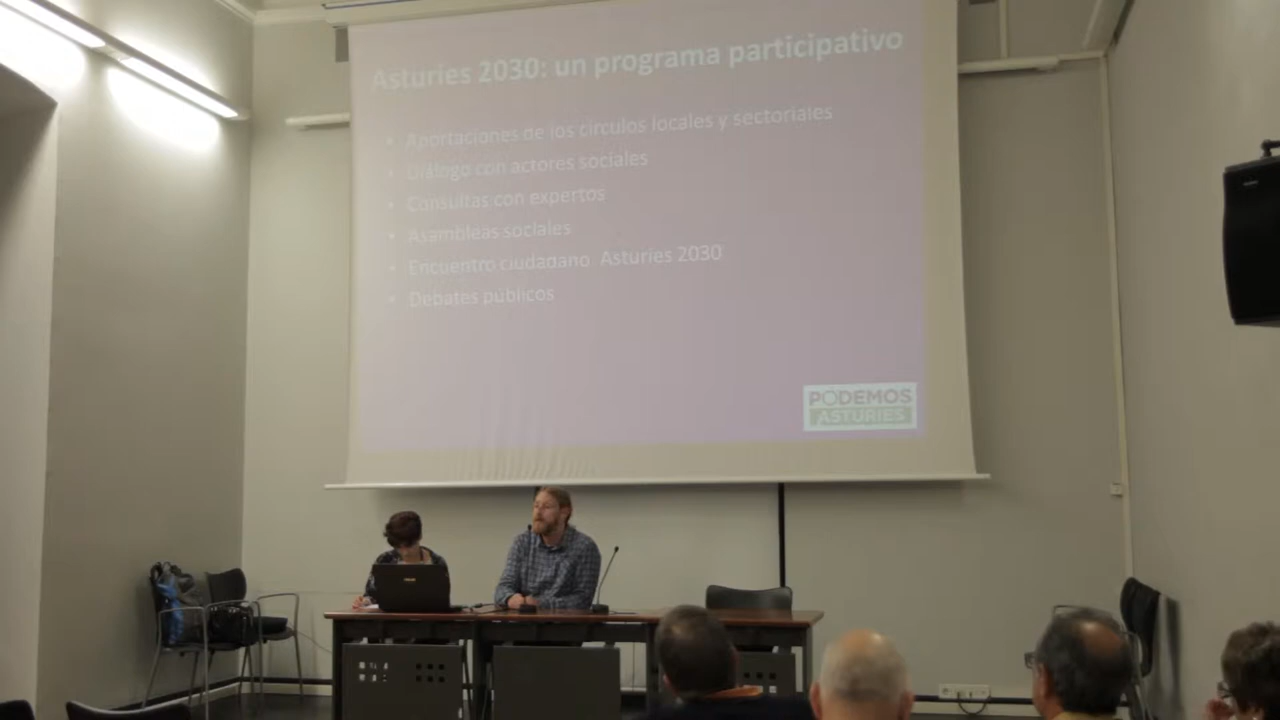 Asturies 2030: un programa participativo
• Aportaciones de los círculos locales y sectoriales
• Diálogo con actores sociales
• Consultas con expertos
• Asambleas sociales
• Encuentro ciudadano Asturies 2030
• Debates públicos
PODEMOS
ASTURIES